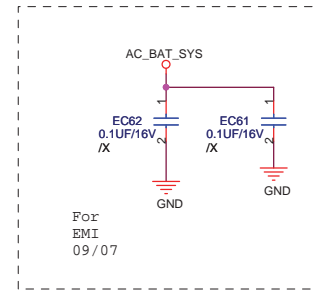 AC_BAT_SYS
1
1
EC62
EC61
0.1UF/16V
0.1UF/16V
/X
/X
2
2
GND
GND
For
EMI
09/07